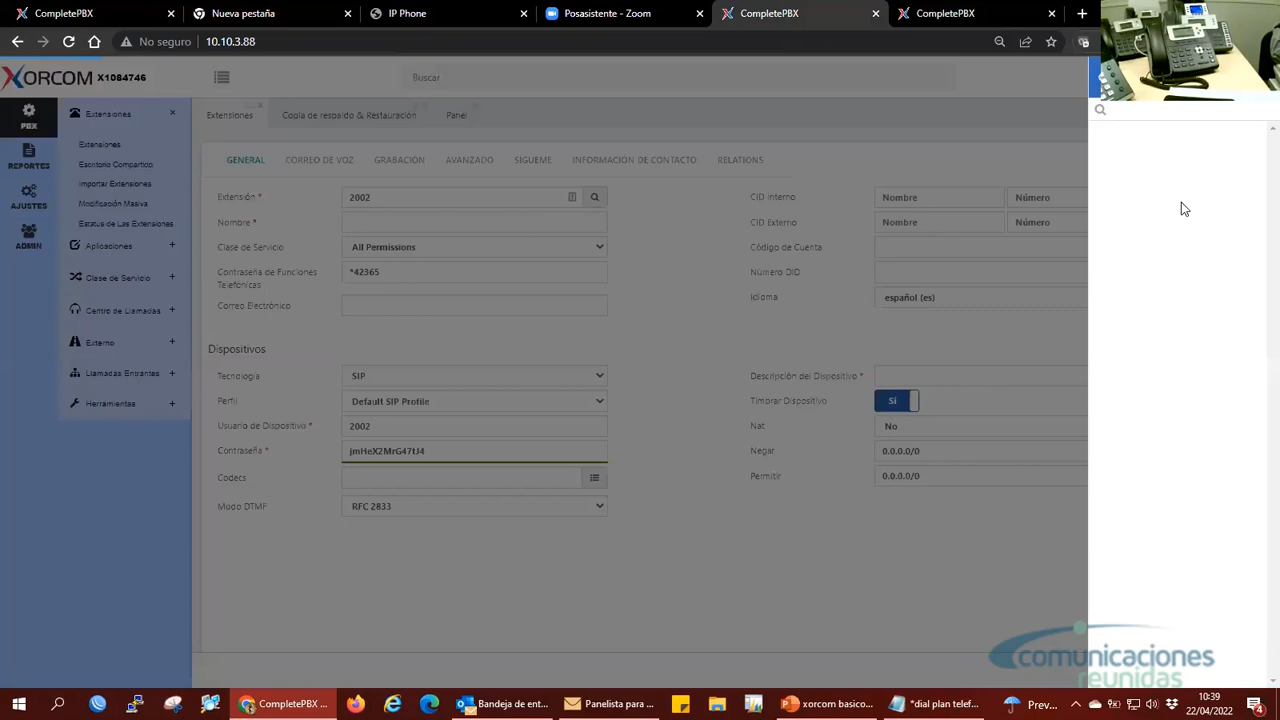 Nueva pestaña
IP Phone
Posasistente - Zoom
CompletePBX
CompletePBX
No seguro
10.10.3.88
XORCOM X1084746
Buscar
PBX
REPORTES
AJUSTES
ADMIN
Extensiones
Extensiones
Escritorio Compartido
Importar Extensiones
Modificación Masiva
Estatus de Las Extensiones
Aplicaciones
Clase de Servicio
Centro de Llamadas
Externo
Llamadas Entrantes
Herramientas
Extensiones Copia de respaldo & Restauración Panel
GENERAL CORREO DE VOZ GRABACIÓN AVANZADO SÍGUEME INFORMACIÓN DE CONTACTO RELATIONS
Extensión * 2002 CID Interno Nombre Número
Nombre * CID Externo Nombre Número
Clase de Servicio All Permissions Código de Cuenta
Contraseña de Funciones Telefónicas *42365 Número DID
Correo Electrónico Idioma español (es)
Dispositivos
Tecnología SIP Descripción del Dispositivo *
Perfil Default SIP Profile Timbrar Dispositivo Sí
Usuario de Dispositivo * 2002 Nat No
Contraseña * jmHeX2MrG47tJ4 Negar 0.0.0.0/0
Codecs Permitir 0.0.0.0/0
Modo DTMF RFC 2833
comunicaciones
reunidas
CompletePBX ...
Bandeja de ent...
Panelista para ...
xorcom basico...
*dial plan telef...
Prev...
10:39
22/04/2022
4